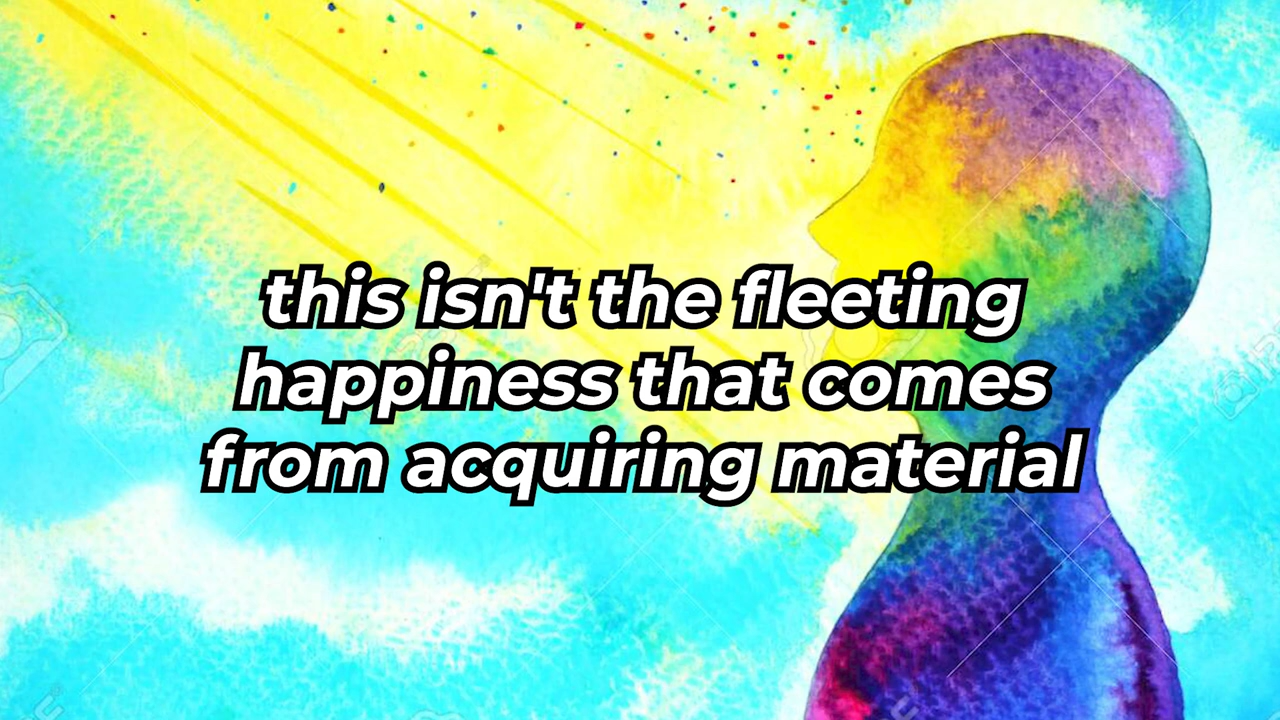 this isn't the fleeting
happiness that comes
from acquiring material